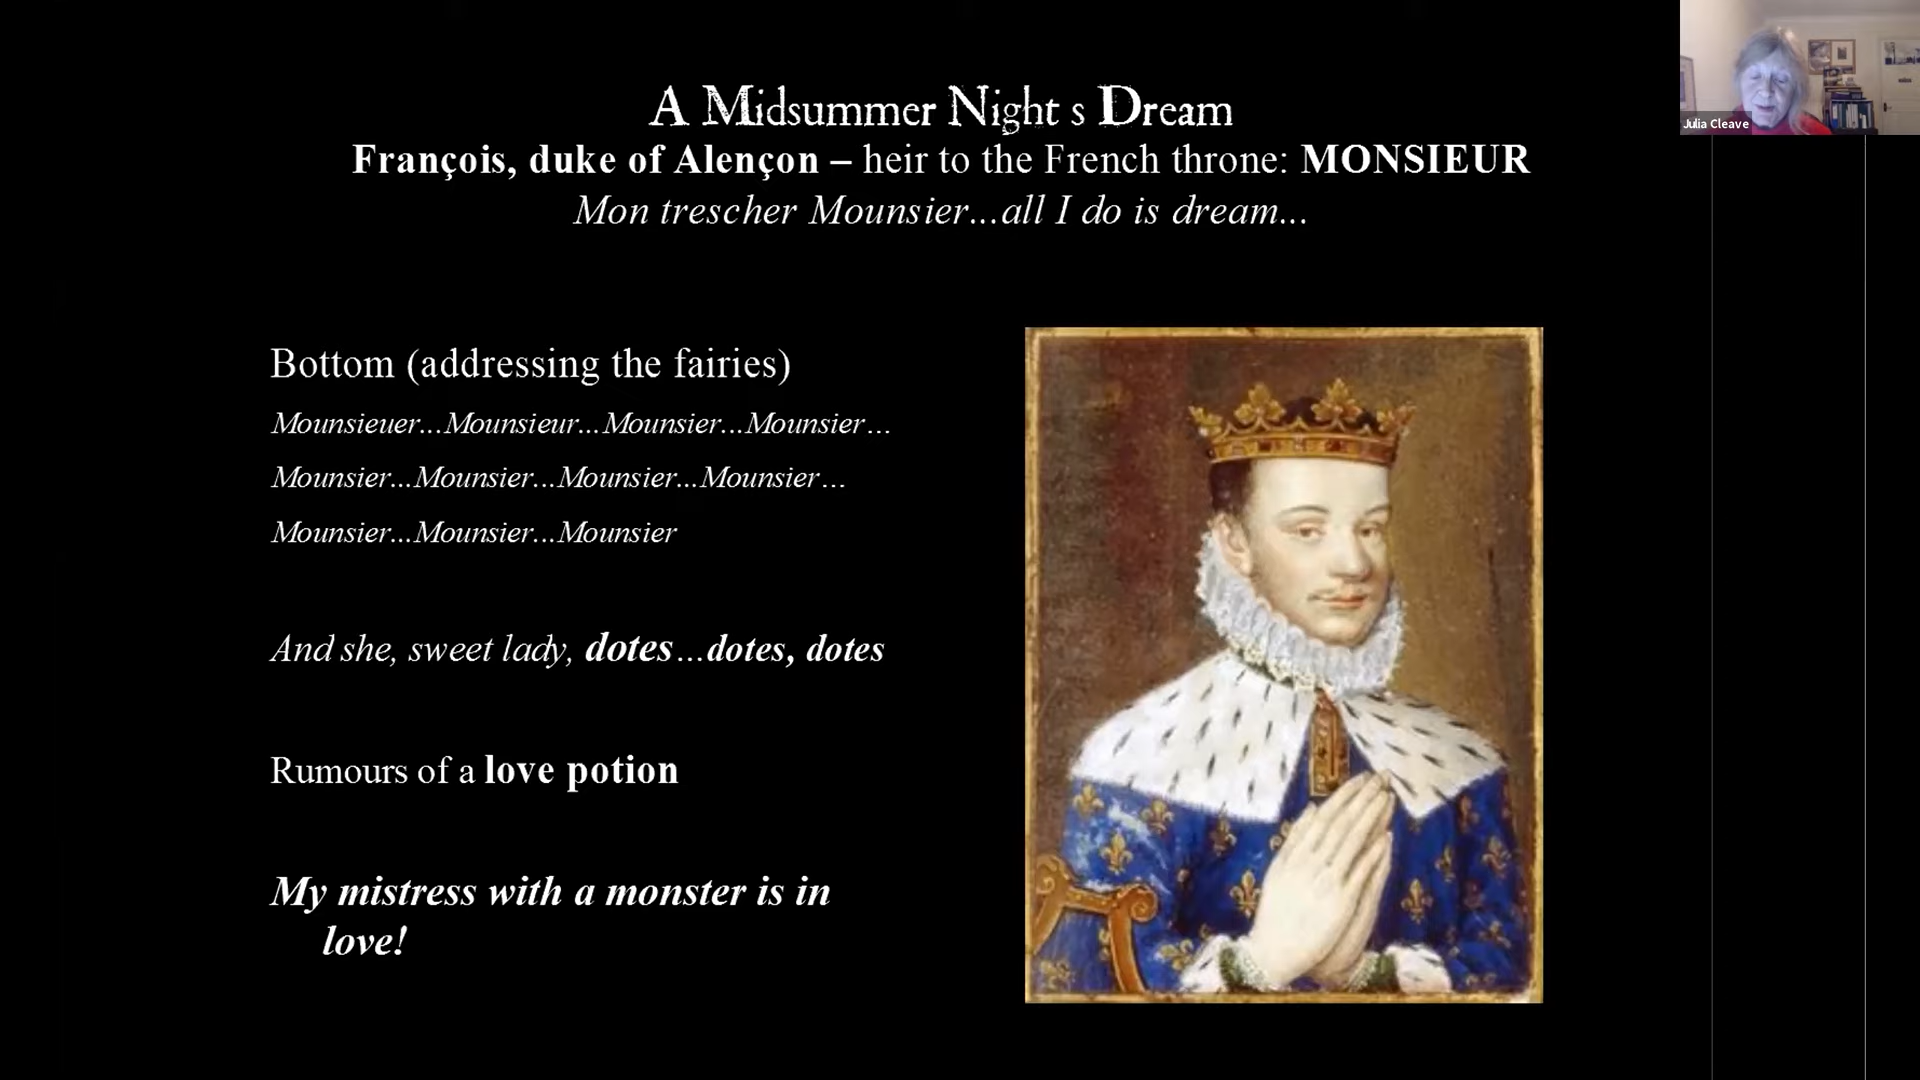 A Midsummer Night s Dream
François, duke of Alençon – heir to the French throne: MONSIEUR
Mon trescher Mounsier...all I do is dream...
Julia Cleave
Bottom (addressing the fairies)
Mounsieuer...Mounsieur...Mounsier...Mounsier…
Mounsier...Mounsier...Mounsier...Mounsier…
Mounsier...Mounsier...Mounsier
And she, sweet lady, dotes…dotes, dotes
Rumours of a love potion
My mistress with a monster is in
love!